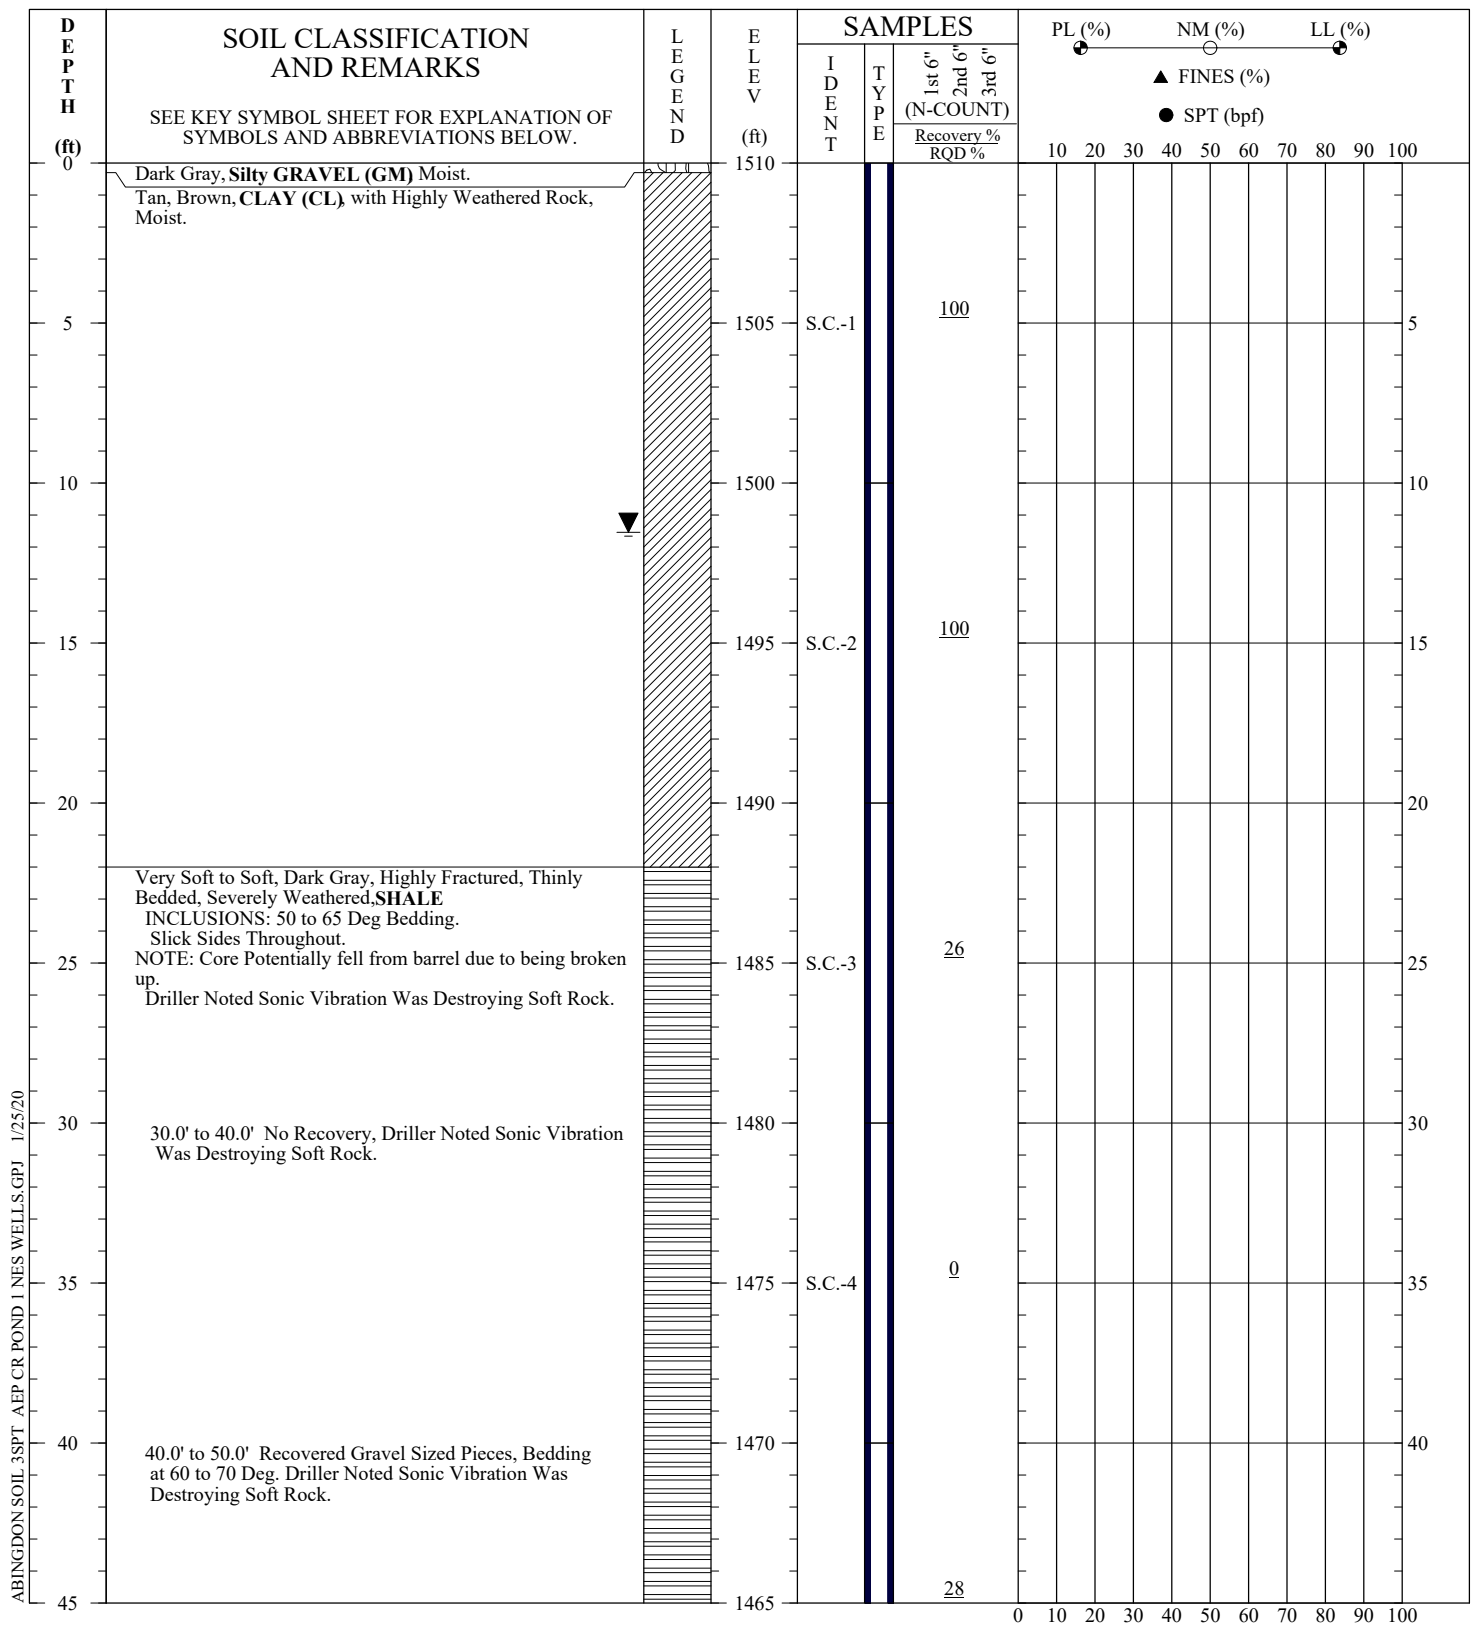 DEPTH
(ft)
SOIL CLASSIFICATION
AND REMARKS
SEE KEY SYMBOL SHEET FOR EXPLANATION OF
SYMBOLS AND ABBREVIATIONS BELOW.
LEGEND
ELEV
(ft)
SAMPLES
IDENT
TYPE
1st 6"
2nd 6"
3rd 6"
(N-COUNT)
Recovery %
RQD %
PL (%) NM (%) LL (%)
▲ FINES (%)
● SPT (bpf)
10 20 30 40 50 60 70 80 90 100
0 1510
Dark Gray, Silty GRAVEL (GM) Moist.
Tan, Brown, CLAY (CL), with Highly Weathered Rock,
Moist.
100
5 1505 S.C.-1 5
10 1500 10
100
15 1495 S.C.-2 15
20 1490 20
Very Soft to Soft, Dark Gray, Highly Fractured, Thinly
Bedded, Severely Weathered,SHALE
INCLUSIONS: 50 to 65 Deg Bedding.
Slick Sides Throughout.
26
NOTE: Core Potentially fell from barrel due to being broken
25 1485 S.C.-3 25
up.
Driller Noted Sonic Vibration Was Destroying Soft Rock.
30 1480 30
30.0' to 40.0' No Recovery, Driller Noted Sonic Vibration
Was Destroying Soft Rock.
0
35 1475 S.C.-4 35
40 1470 40
40.0' to 50.0' Recovered Gravel Sized Pieces, Bedding
at 60 to 70 Deg. Driller Noted Sonic Vibration Was
Destroying Soft Rock.
28
45 1465
0 10 20 30 40 50 60 70 80 90 100
ABINGDON SOIL 3SPT AEP CR POND 1 NES WELLS.GPJ 1/25/20